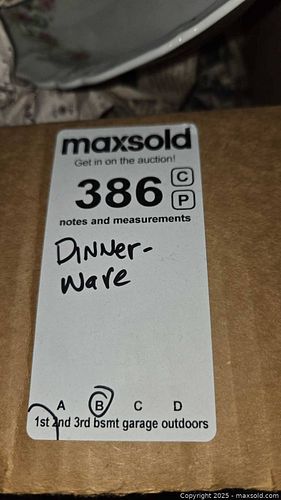 maxsold
Get in on the auction!
386 C
P
notes and measurements
DINNer-
ware
A B C D
1st 2nd 3rd bsmt garage outdoors
Copyright 2025 - maxsold.com